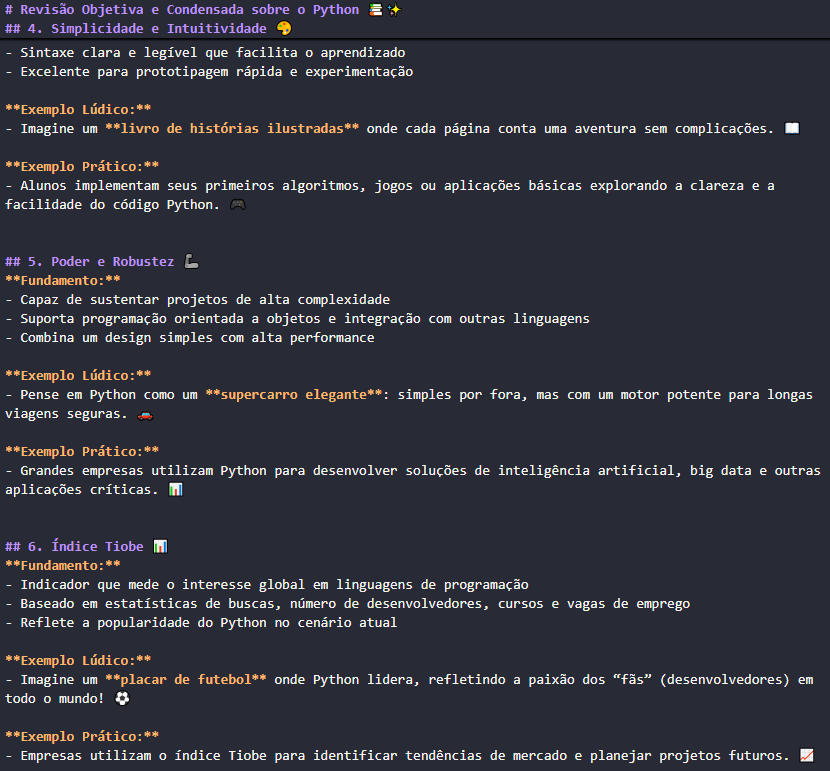 # Revisão Objetiva e Condensada sobre o Python 📚✨
## 4. Simplicidade e Intuitividade 🎨
- Sintaxe clara e legível que facilita o aprendizado
- Excelente para prototipagem rápida e experimentação
**Exemplo Lúdico:**
- Imagine um **livro de histórias ilustradas** onde cada página conta uma aventura sem complicações. 📖
**Exemplo Prático:**
- Alunos implementam seus primeiros algoritmos, jogos ou aplicações básicas explorando a clareza e a
facilidade do código Python. 🎮
## 5. Poder e Robustez 🦾
**Fundamento:**
- Capaz de sustentar projetos de alta complexidade
- Suporta programação orientada a objetos e integração com outras linguagens
- Combina um design simples com alta performance
**Exemplo Lúdico:**
- Pense em Python como um **supercarro elegante**: simples por fora, mas com um motor potente para longas
viagens seguras. 🚗
**Exemplo Prático:**
- Grandes empresas utilizam Python para desenvolver soluções de inteligência artificial, big data e outras
aplicações críticas. 📊
## 6. Índice Tiobe 📊
**Fundamento:**
- Indicador que mede o interesse global em linguagens de programação
- Baseado em estatísticas de buscas, número de desenvolvedores, cursos e vagas de emprego
- Reflete a popularidade do Python no cenário atual
**Exemplo Lúdico:**
- Imagine um **placar de futebol** onde Python lidera, refletindo a paixão dos “fãs” (desenvolvedores) em
todo o mundo! ⚽
**Exemplo Prático:**
- Empresas utilizam o índice Tiobe para identificar tendências de mercado e planejar projetos futuros. 📈